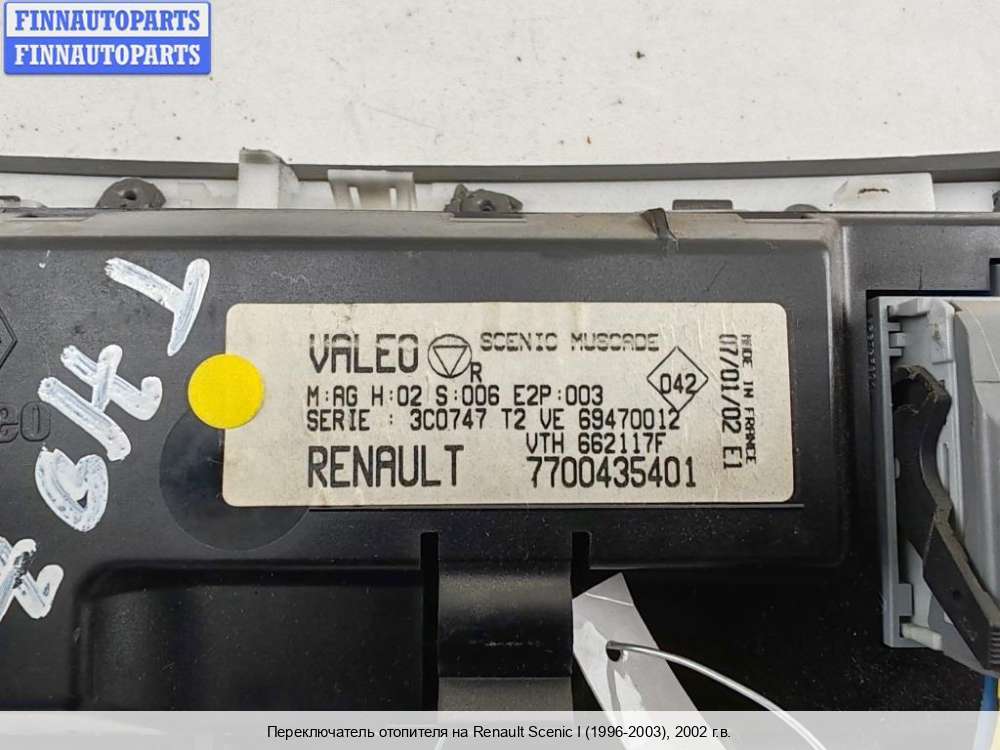 FINNAUTOPARTS
FINNAUTOPARTS
VALEO R SCENIC MUSCADE
M:AG H:02 S:006 E2P:003
042
SERIE : 3C0747 T2 VE 69470012
VTH 662117F
RENAULT 7700435401
MADE IN FRANCE
07/01/02 E1
Переключатель отопителя на Renault Scenic I (1996-2003), 2002 г.в.